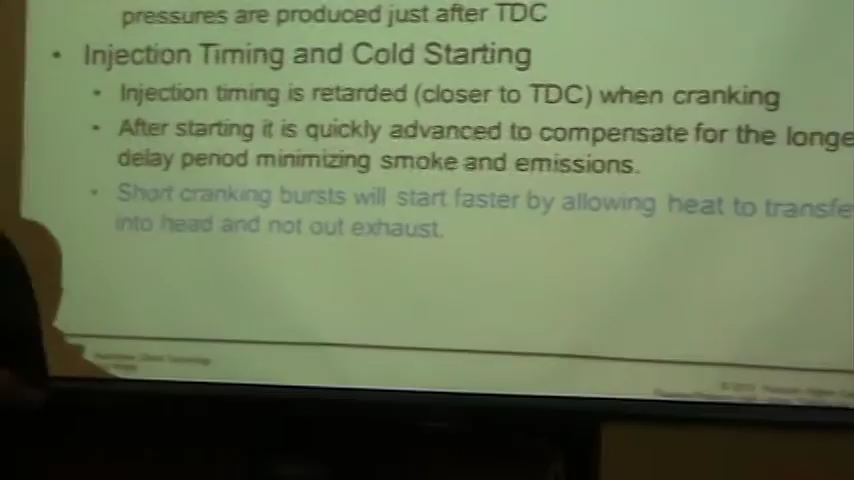 pressures are produced just after TDC
• Injection Timing and Cold Starting
• Injection timing is retarded (closer to TDC) when cranking
• After starting it is quickly advanced to compensate for the longe
delay period minimizing smoke and emissions.
• Short cranking bursts will start faster by allowing heat to transfe
into head and not out exhaust.